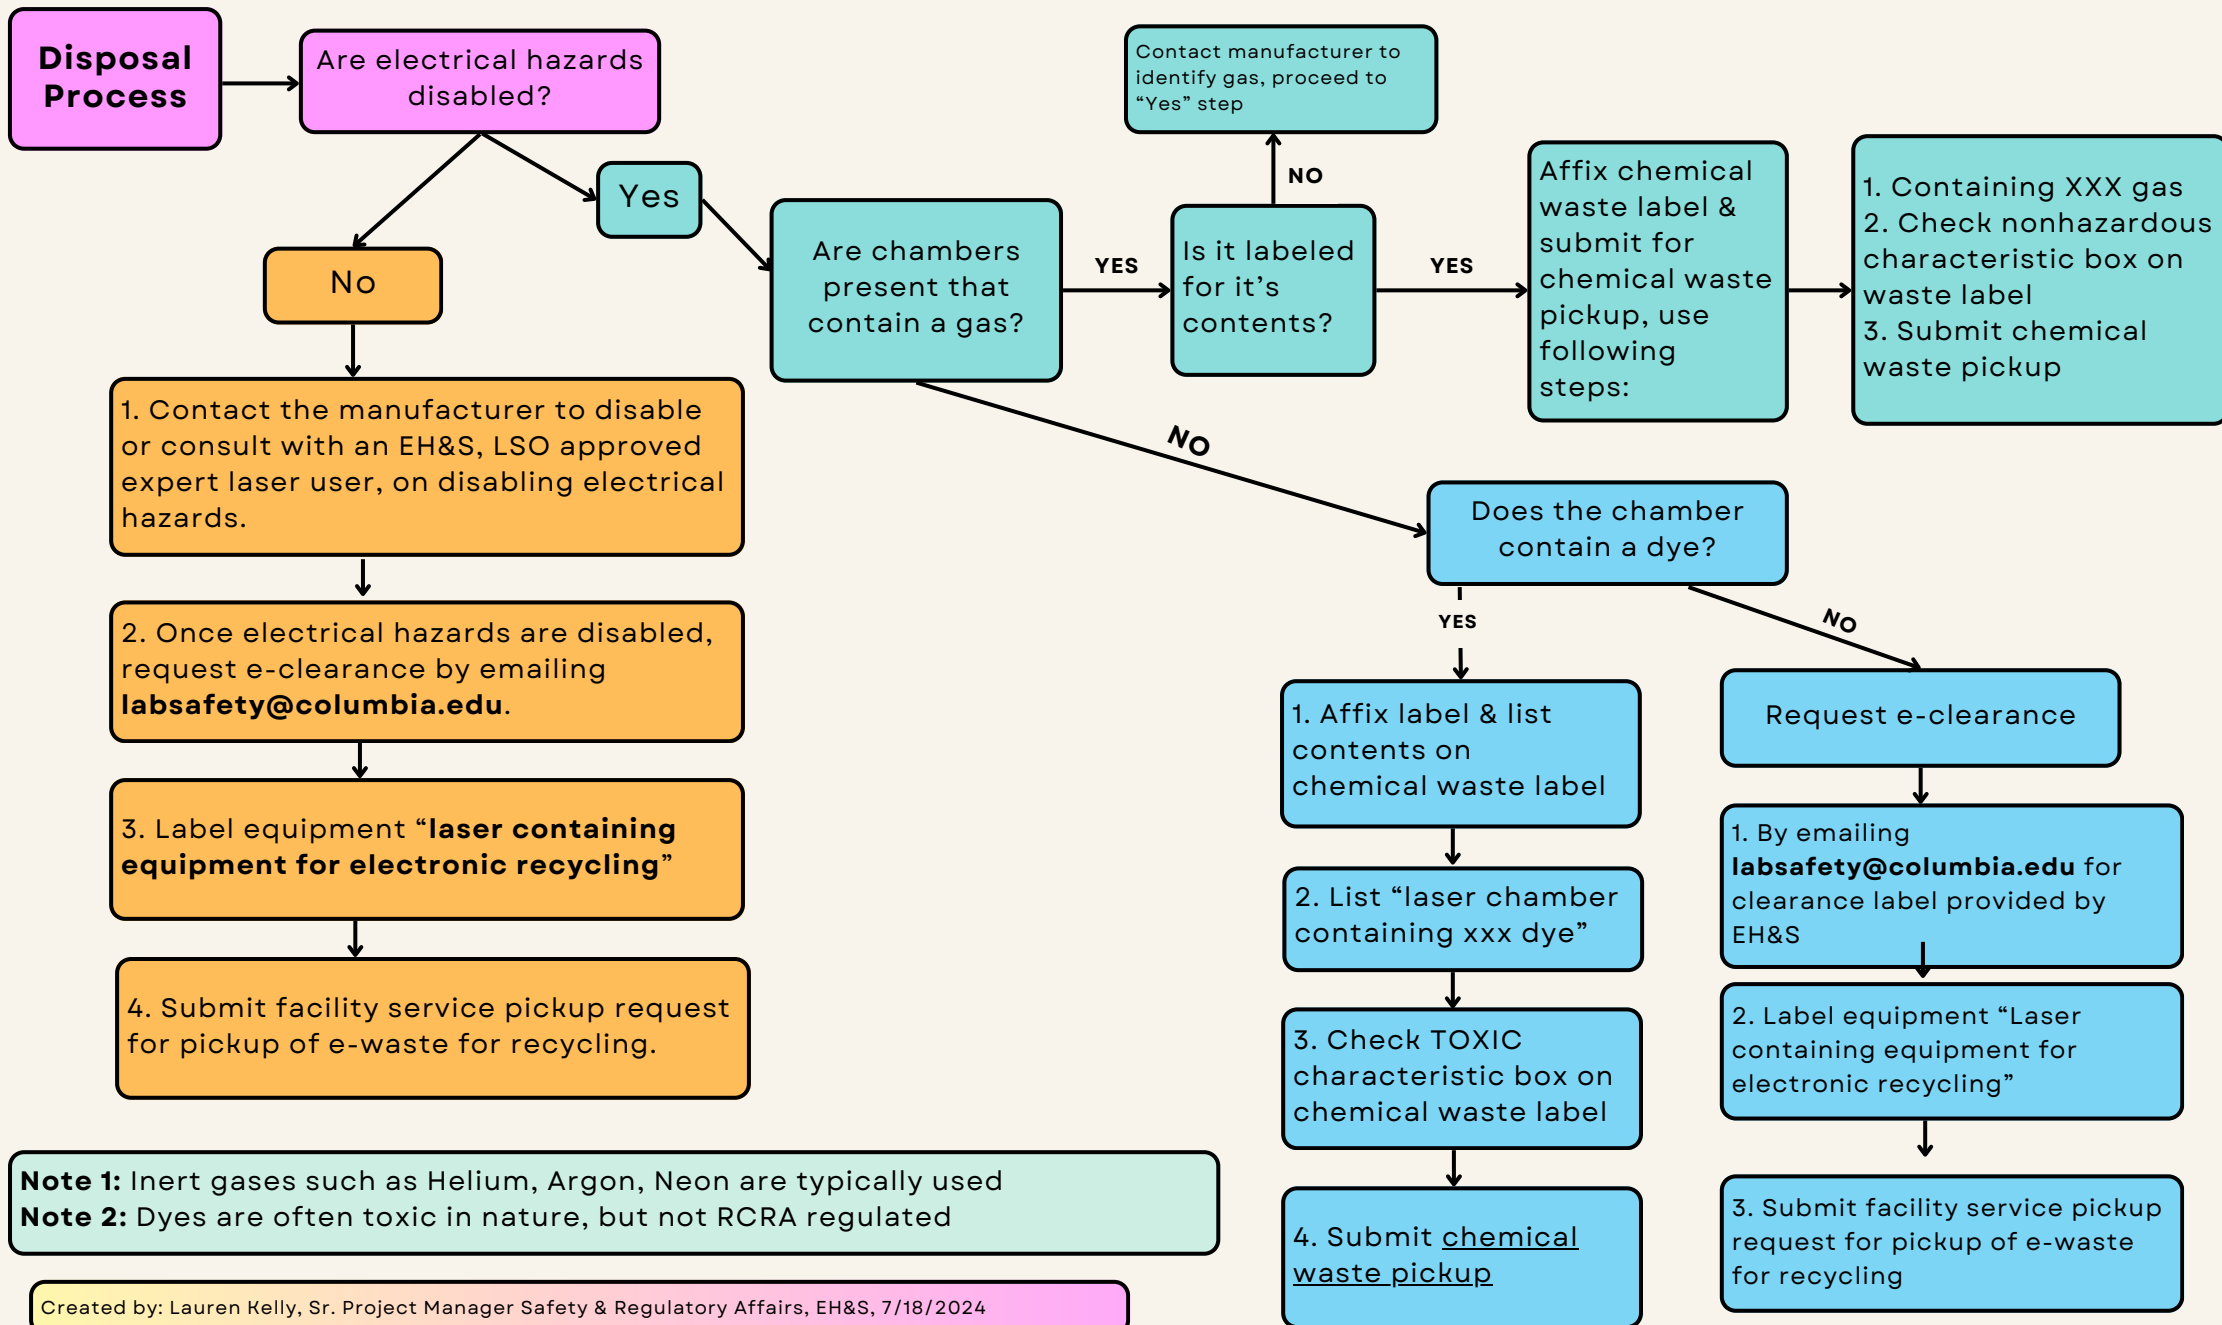 Disposal
Process
Are electrical hazards
disabled?
Yes
No
1. Contact the manufacturer to disable
or consult with an EH&S, LSO approved
expert laser user, on disabling electrical
hazards.
2. Once electrical hazards are disabled,
request e-clearance by emailing
labsafety@columbia.edu.
3. Label equipment “laser containing
equipment for electronic recycling”
4. Submit facility service pickup request
for pickup of e-waste for recycling.
Are chambers
present that
contain a gas?
YES
Is it labeled
for it’s
contents?
NO
Contact manufacturer to
identify gas, proceed to
“Yes” step
YES
Affix chemical
waste label &
submit for
chemical waste
pickup, use
following
steps:
1. Containing XXX gas
2. Check nonhazardous
characteristic box on
waste label
3. Submit chemical
waste pickup
NO
Does the chamber
contain a dye?
YES
1. Affix label & list
contents on
chemical waste label
2. List “laser chamber
containing xxx dye”
3. Check TOXIC
characteristic box on
chemical waste label
4. Submit chemical
waste pickup
NO
Request e-clearance
1. By emailing
labsafety@columbia.edu for
clearance label provided by
EH&S
2. Label equipment “Laser
containing equipment for
electronic recycling”
3. Submit facility service pickup
request for pickup of e-waste
for recycling
Note 1: Inert gases such as Helium, Argon, Neon are typically used
Note 2: Dyes are often toxic in nature, but not RCRA regulated
Created by: Lauren Kelly, Sr. Project Manager Safety & Regulatory Affairs, EH&S, 7/18/2024